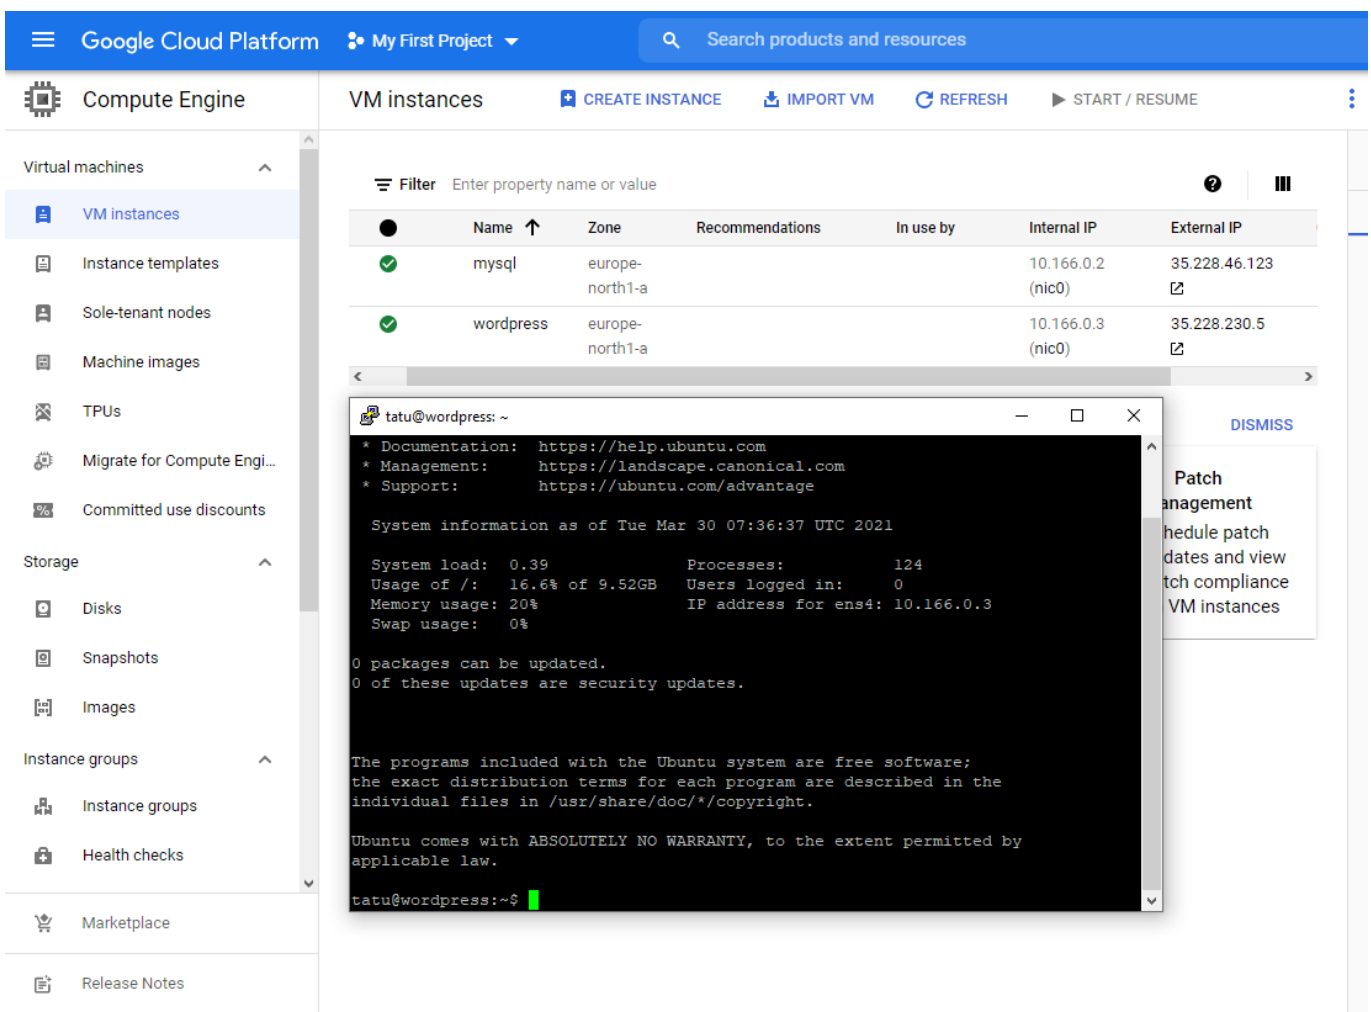 Google Cloud Platform
My First Project
Search products and resources
Compute Engine
VM instances
CREATE INSTANCE
IMPORT VM
REFRESH
START / RESUME
Virtual machines
VM instances
Instance templates
Sole-tenant nodes
Machine images
TPUs
Migrate for Compute Engi...
Committed use discounts
Storage
Disks
Snapshots
Images
Instance groups
Instance groups
Health checks
Marketplace
Release Notes
Filter Enter property name or value
Name Zone Recommendations In use by Internal IP External IP
mysql europe- 10.166.0.2 35.228.46.123
north1-a (nic0)
wordpress europe- 10.166.0.3 35.228.230.5
north1-a (nic0)
tatu@wordpress: ~
* Documentation: https://help.ubuntu.com
* Management: https://landscape.canonical.com
* Support: https://ubuntu.com/advantage
System information as of Tue Mar 30 07:36:37 UTC 2021
System load: 0.39 Processes: 124
Usage of /: 16.6% of 9.52GB Users logged in: 0
Memory usage: 20% IP address for ens4: 10.166.0.3
Swap usage: 0%
0 packages can be updated.
0 of these updates are security updates.
The programs included with the Ubuntu system are free software;
the exact distribution terms for each program are described in the
individual files in /usr/share/doc/*/copyright.
Ubuntu comes with ABSOLUTELY NO WARRANTY, to the extent permitted by
applicable law.
tatu@wordpress:~$
DISMISS
Patch
anagement
hedule patch
dates and view
tch compliance
VM instances